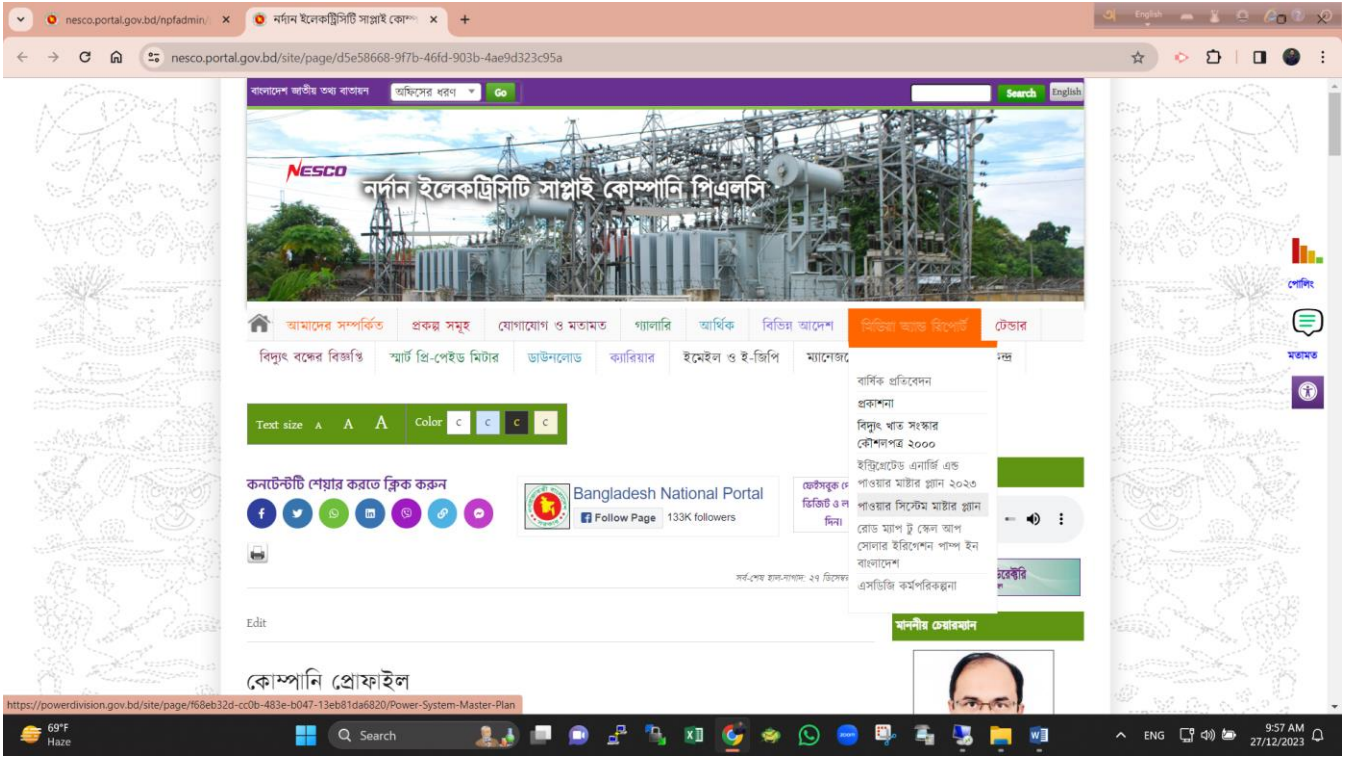 nesco.portal.gov.bd/npfadmin/
নর্দান ইলেকট্রিসিটি সাপ্লাই কোম্প
English
nesco.portal.gov.bd/site/page/d5e58668-9f7b-46fd-903b-4ae9d323c95a
বাংলাদেশ জাতীয় তথ্য বাতায়ন
অফিসের ধরণ
Go
Search
English
NESCO
নর্দান ইলেকট্রিসিটি সাপ্লাই কোম্পানি পিএলসি
পোলিং
আমাদের সম্পর্কিত প্রকল্প সমূহ যোগাযোগ ও মতামত গ্যালারি আর্থিক বিভিন্ন আদেশ মিডিয়া অ্যান্ড রিপোর্ট টেন্ডার
বিদ্যুৎ বন্ধের বিজ্ঞপ্তি স্মার্ট প্রি-পেইড মিটার ডাউনলোড ক্যারিয়ার ইমেইল ও ই-জিপি
মতামত
বার্ষিক প্রতিবেদন
প্রকাশনা
বিদ্যুৎ খাত সংস্কার
কৌশলপত্র ২০০০
ইন্ট্রিগ্রেটেড এনার্জি এন্ড
পাওয়ার মাষ্টার প্ল্যান ২০২৩
পাওয়ার সিস্টেম মাষ্টার প্ল্যান
রোড ম্যাপ টু স্কেল আপ
সোলার ইরিগেশন পাম্প ইন
বাংলাদেশ
এসডিজি কর্মপরিকল্পনা
Text size A A A Color C C C C
কনটেন্টটি শেয়ার করতে ক্লিক করুন
Bangladesh National Portal
Follow Page 133K followers
ফেইসবুক
ভিজিট ও
দিন।
সর্ব-শেষ হাল-নাগাদ: ২৭
Edit
মাননীয় চেয়ারম্যান
কোম্পানি প্রোফাইল
https://powerdivision.gov.bd/site/page/f68eb32d-cc0b-483e-b047-13eb81da6820/Power-System-Master-Plan
69°F
Haze
Search
zoom
ENG
9:57 AM
27/12/2023